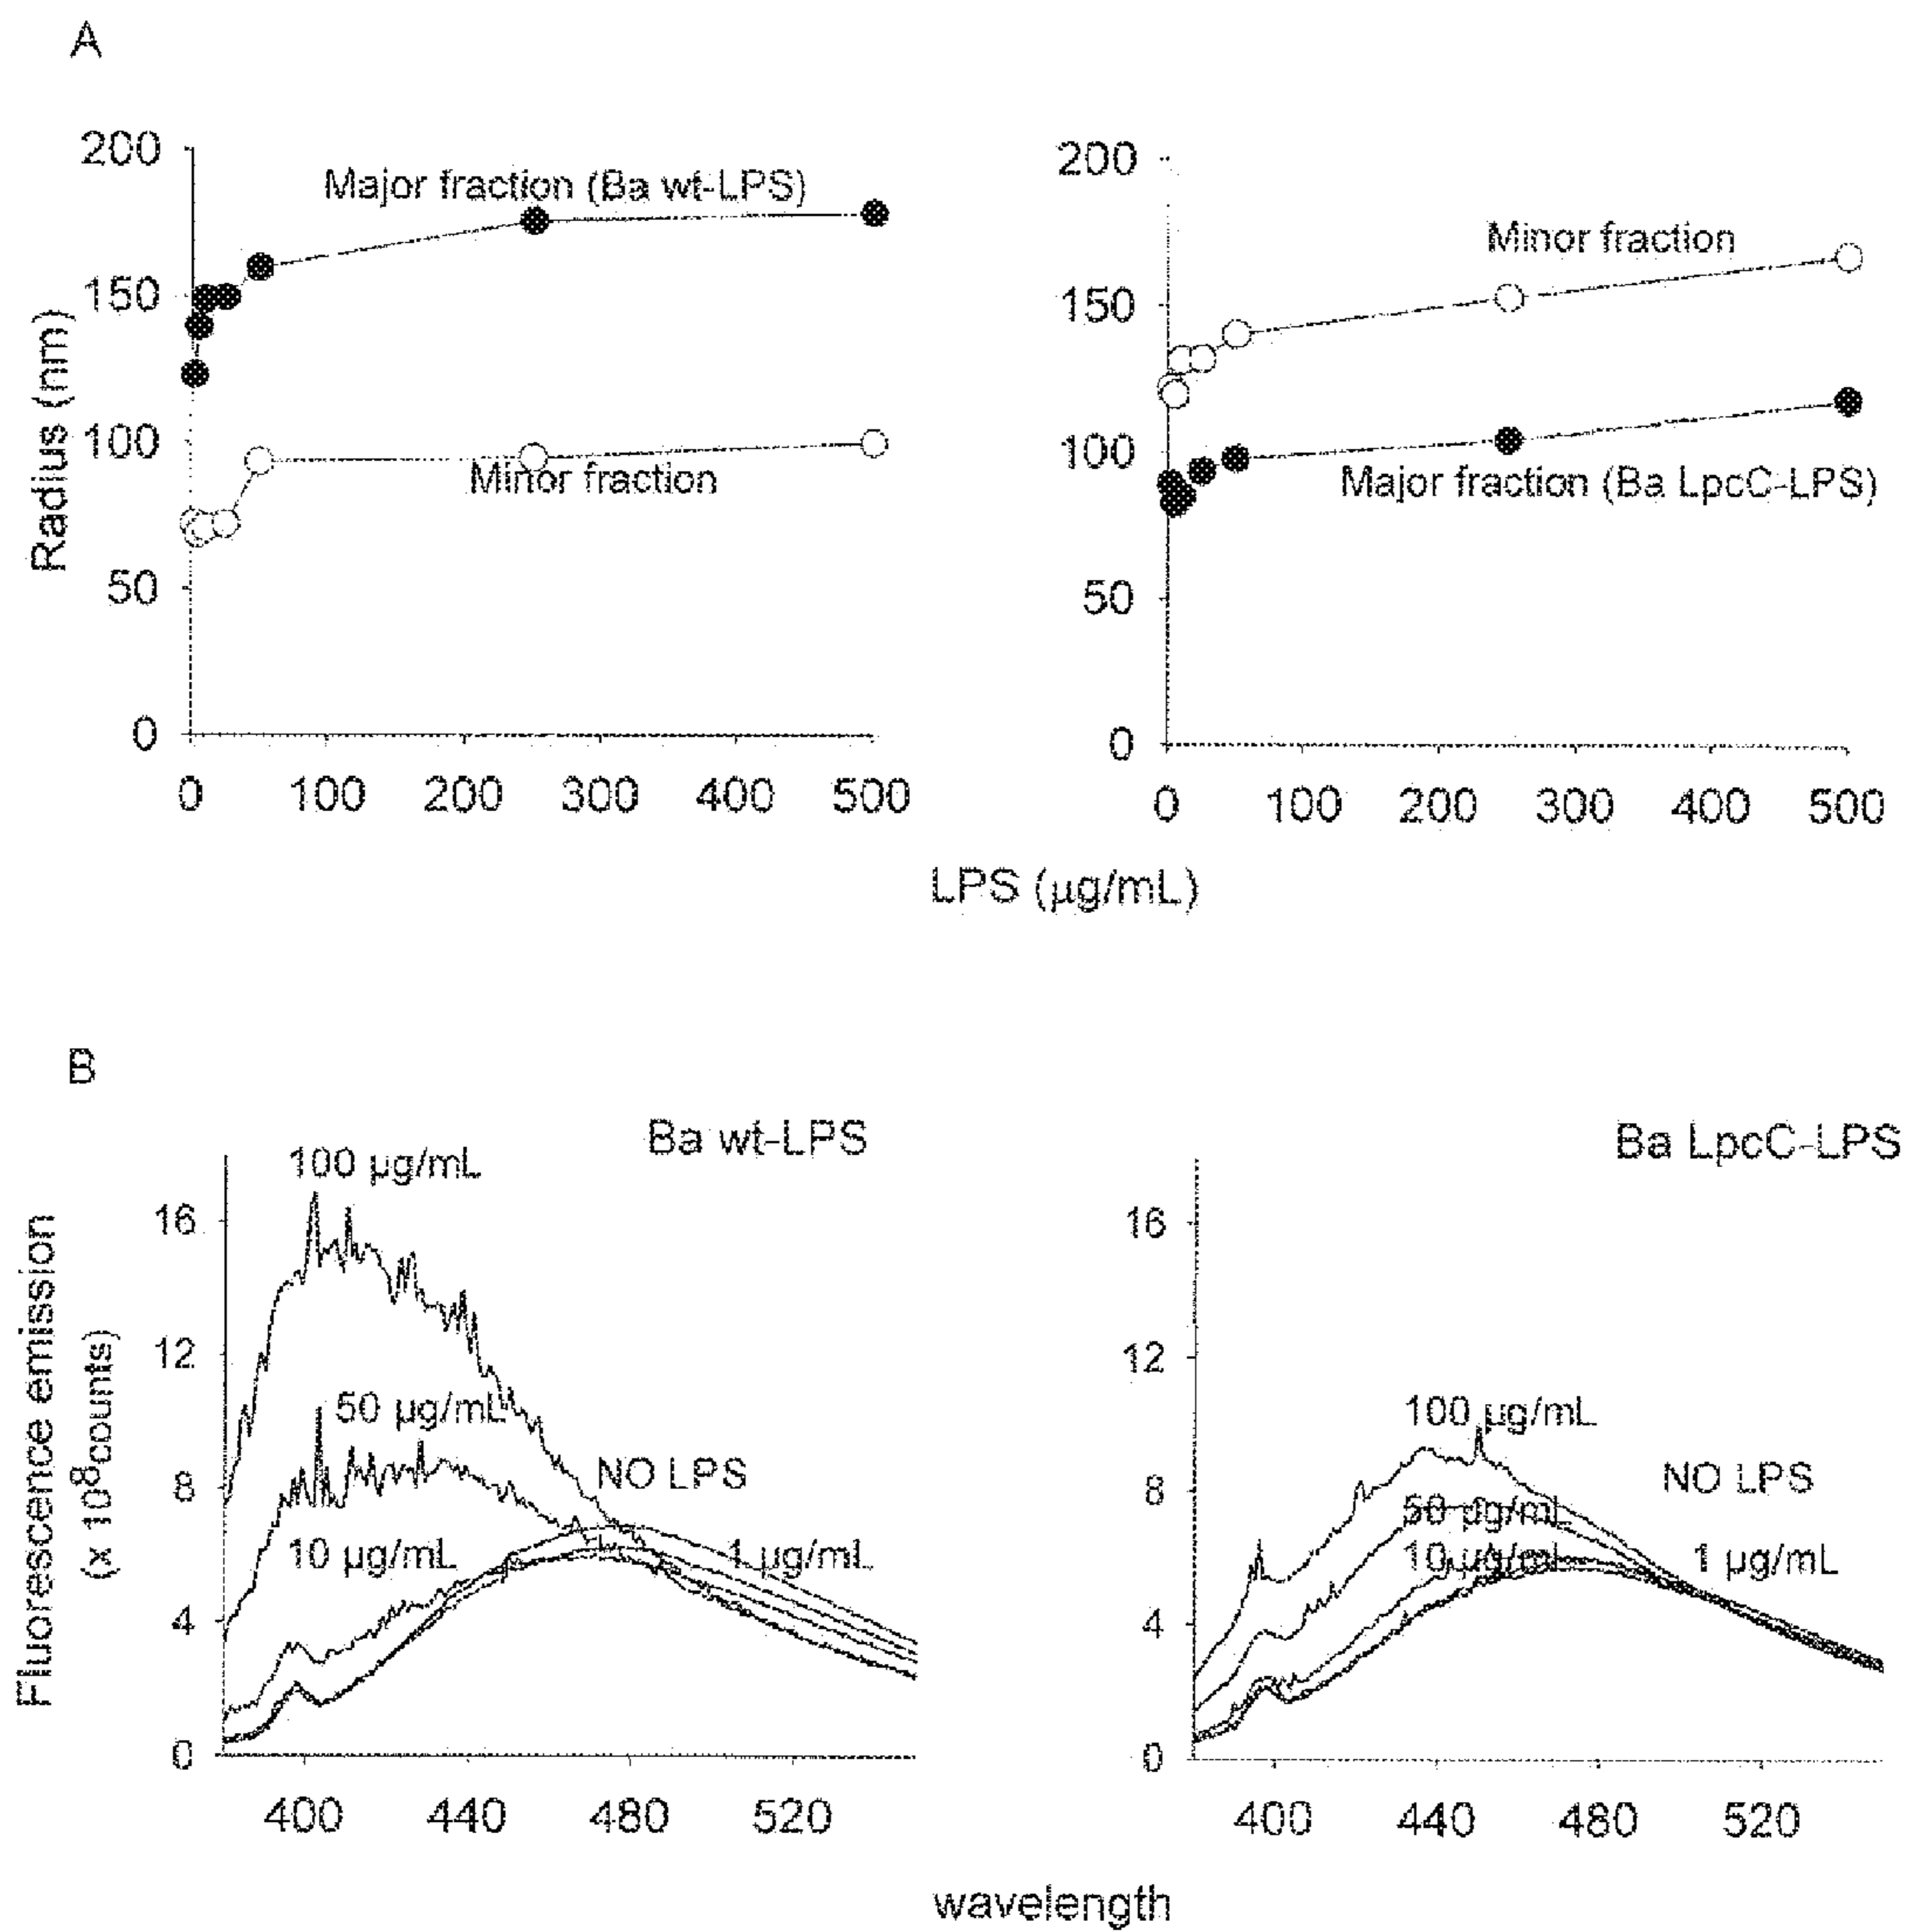 A
200
150
100
50
0
Radius (nm)
Major fraction (Ba wt-LPS)
Minor fraction
0 100 200 300 400 500
200
150
100
50
0
Minor fraction
Major fraction (Ba LpcC-LPS)
0 100 200 300 400 500
LPS (µg/mL)
B
Fluorescence emission
(x 10⁸counts)
Ba wt-LPS
16
12
8
4
0
100 µg/mL
50 µg/mL
NO LPS
10 µg/mL
1 µg/mL
400 440 480 520
Ba LpcC-LPS
16
12
8
4
0
100 µg/mL
NO LPS
50 µg/mL
10 µg/mL
1 µg/mL
400 440 480 520
wavelength